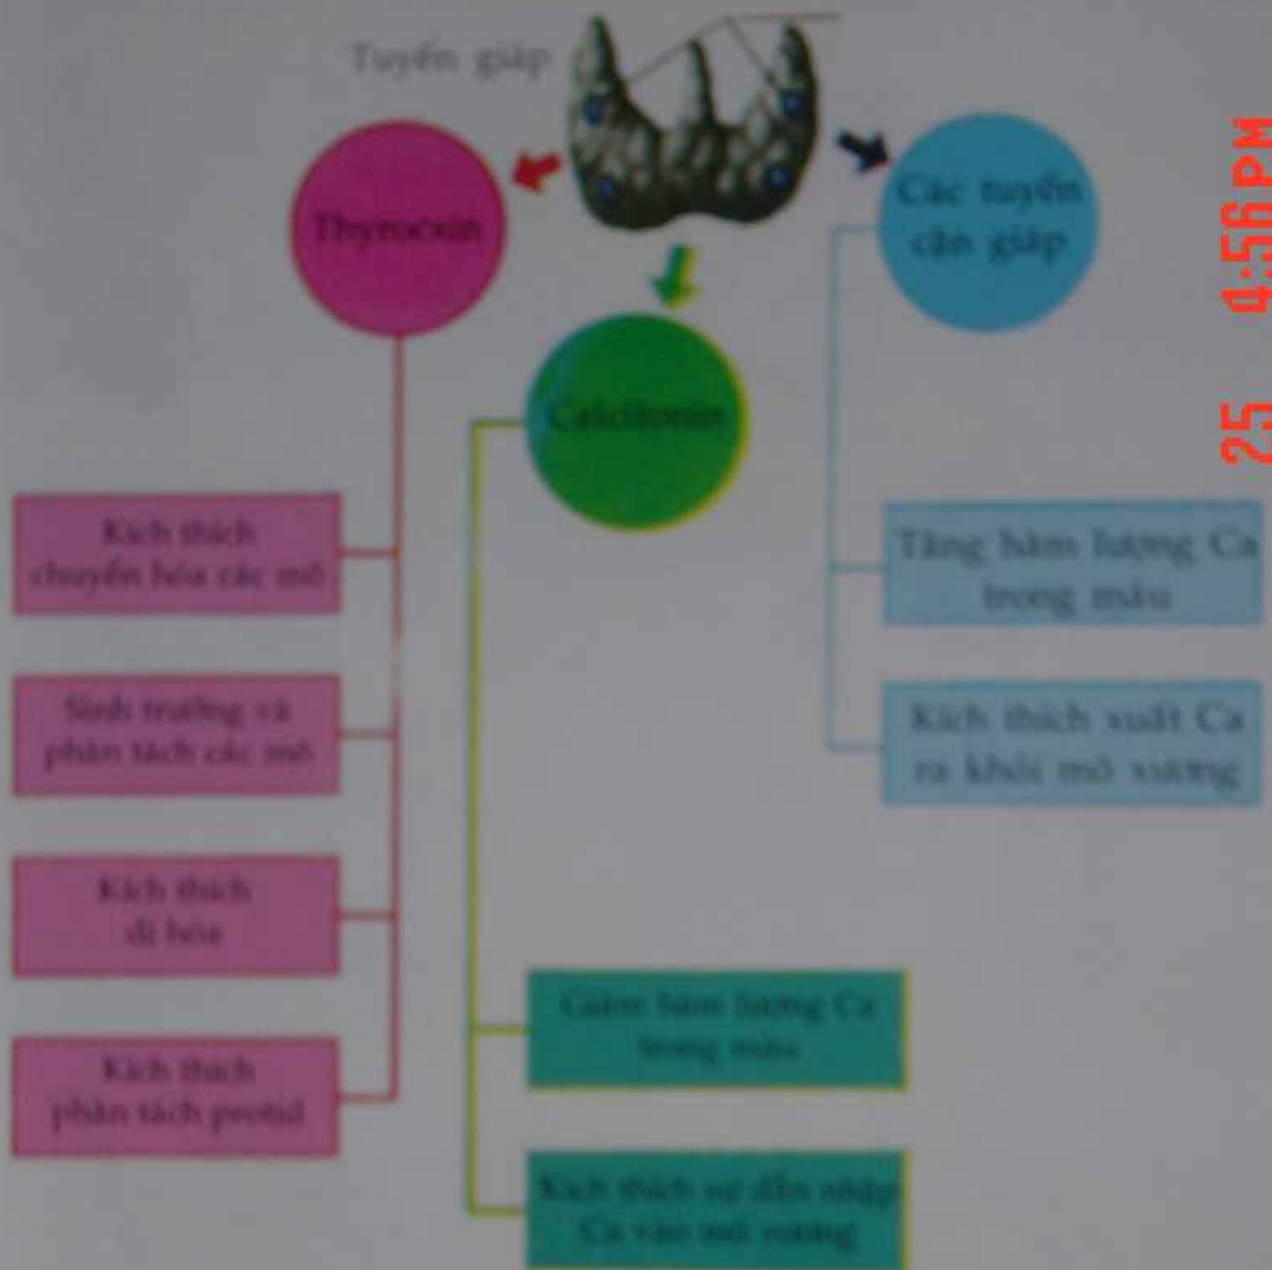 Tuyến giáp
Thyrocxin
Các tuyến
cận giáp
Calcitonin
Kích thích
chuyển hóa các mô
Sinh trưởng và
phân tách các mô
Kích thích
dị hóa
Kích thích
phân tách protid
Tăng hàm lượng Ca
trong máu
Kích thích xuất Ca
ra khỏi mô xương
Giảm hàm lượng Ca
trong máu
Kích thích sự dẫn nhập
Ca vào mô xương
25 4:56PM